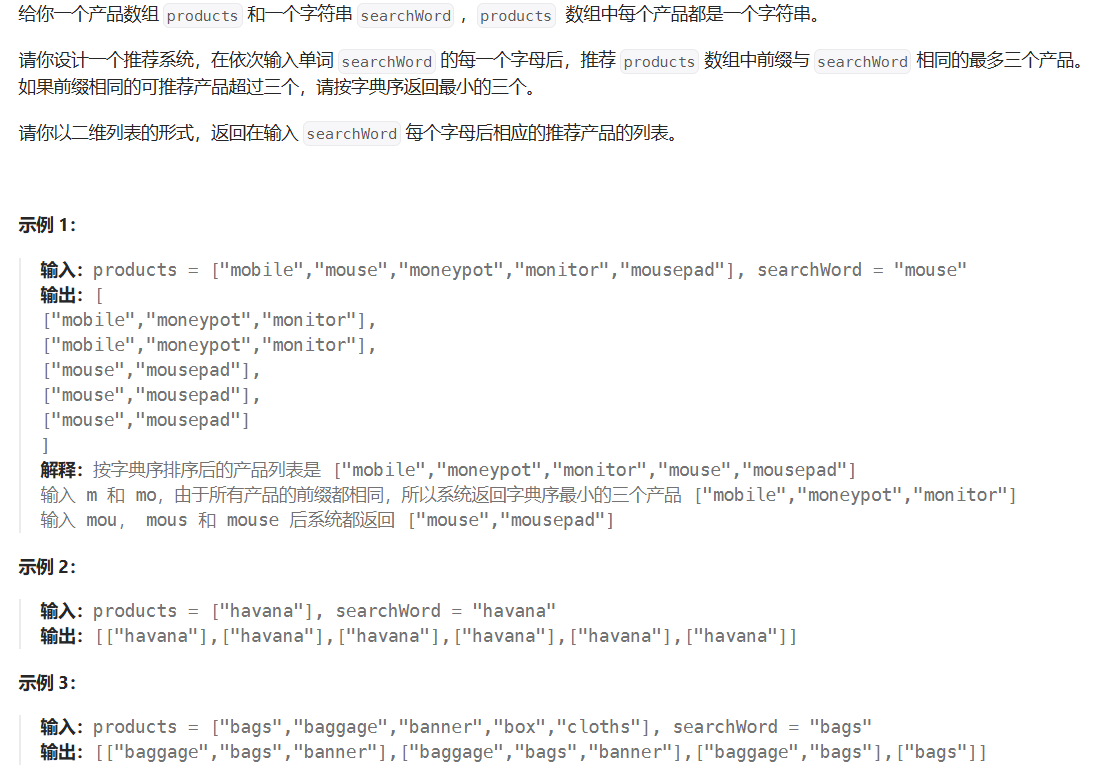 给你一个产品数组 products 和一个字符串 searchWord ，products 数组中每个产品都是一个字符串。
请你设计一个推荐系统，在依次输入单词 searchWord 的每一个字母后，推荐 products 数组中前缀与 searchWord 相同的最多三个产品。
如果前缀相同的可推荐产品超过三个，请按字典序返回最小的三个。
请你以二维列表的形式，返回在输入 searchWord 每个字母后相应的推荐产品的列表。
示例 1：
输入：products = ["mobile","mouse","moneypot","monitor","mousepad"], searchWord = "mouse"
输出：[
["mobile","moneypot","monitor"],
["mobile","moneypot","monitor"],
["mouse","mousepad"],
["mouse","mousepad"],
["mouse","mousepad"]
]
解释：按字典序排序后的产品列表是 ["mobile","moneypot","monitor","mouse","mousepad"]
输入 m 和 mo，由于所有产品的前缀都相同，所以系统返回字典序最小的三个产品 ["mobile","moneypot","monitor"]
输入 mou， mous 和 mouse 后系统都返回 ["mouse","mousepad"]
示例 2：
输入：products = ["havana"], searchWord = "havana"
输出：[["havana"],["havana"],["havana"],["havana"],["havana"],["havana"]]
示例 3：
输入：products = ["bags","baggage","banner","box","cloths"], searchWord = "bags"
输出：[["baggage","bags","banner"],["baggage","bags","banner"],["baggage","bags"],["bags"]]